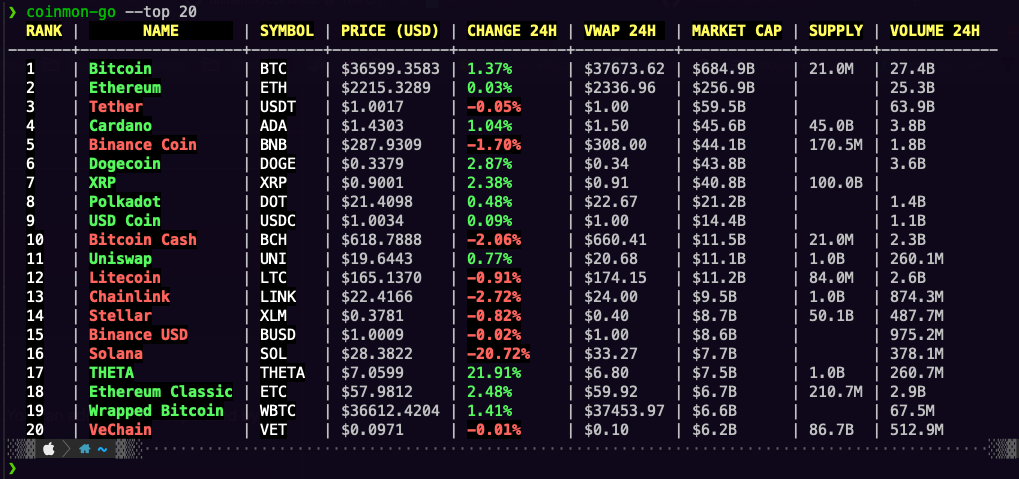 ❯ coinmon-go --top 20
RANK | NAME | SYMBOL | PRICE (USD) | CHANGE 24H | VWAP 24H | MARKET CAP | SUPPLY | VOLUME 24H
1 | Bitcoin | BTC | $36599.3583 | 1.37% | $37673.62 | $684.9B | 21.0M | 27.4B
2 | Ethereum | ETH | $2215.3289 | 0.03% | $2336.96 | $256.9B | | 25.3B
3 | Tether | USDT | $1.0017 | -0.05% | $1.00 | $59.5B | | 63.9B
4 | Cardano | ADA | $1.4303 | 1.04% | $1.50 | $45.6B | 45.0B | 3.8B
5 | Binance Coin | BNB | $287.9309 | -1.70% | $308.00 | $44.1B | 170.5M | 1.8B
6 | Dogecoin | DOGE | $0.3379 | 2.87% | $0.34 | $43.8B | | 3.6B
7 | XRP | XRP | $0.9001 | 2.38% | $0.91 | $40.8B | 100.0B |
8 | Polkadot | DOT | $21.4098 | 0.48% | $22.67 | $21.2B | | 1.4B
9 | USD Coin | USDC | $1.0034 | 0.09% | $1.00 | $14.4B | | 1.1B
10 | Bitcoin Cash | BCH | $618.7888 | -2.06% | $660.41 | $11.5B | 21.0M | 2.3B
11 | Uniswap | UNI | $19.6443 | 0.77% | $20.68 | $11.1B | 1.0B | 260.1M
12 | Litecoin | LTC | $165.1370 | -0.91% | $174.15 | $11.2B | 84.0M | 2.6B
13 | Chainlink | LINK | $22.4166 | -2.72% | $24.00 | $9.5B | 1.0B | 874.3M
14 | Stellar | XLM | $0.3781 | -0.82% | $0.40 | $8.7B | 50.1B | 487.7M
15 | Binance USD | BUSD | $1.0009 | -0.02% | $1.00 | $8.6B | | 975.2M
16 | Solana | SOL | $28.3822 | -20.72% | $33.27 | $7.7B | | 378.1M
17 | THETA | THETA | $7.0599 | 21.91% | $6.80 | $7.5B | 1.0B | 260.7M
18 | Ethereum Classic | ETC | $57.9812 | 2.48% | $59.92 | $6.7B | 210.7M | 2.9B
19 | Wrapped Bitcoin | WBTC | $36612.4204 | 1.41% | $37453.97 | $6.6B | | 67.5M
20 | VeChain | VET | $0.0971 | -0.01% | $0.10 | $6.2B | 86.7B | 512.9M
~
❯